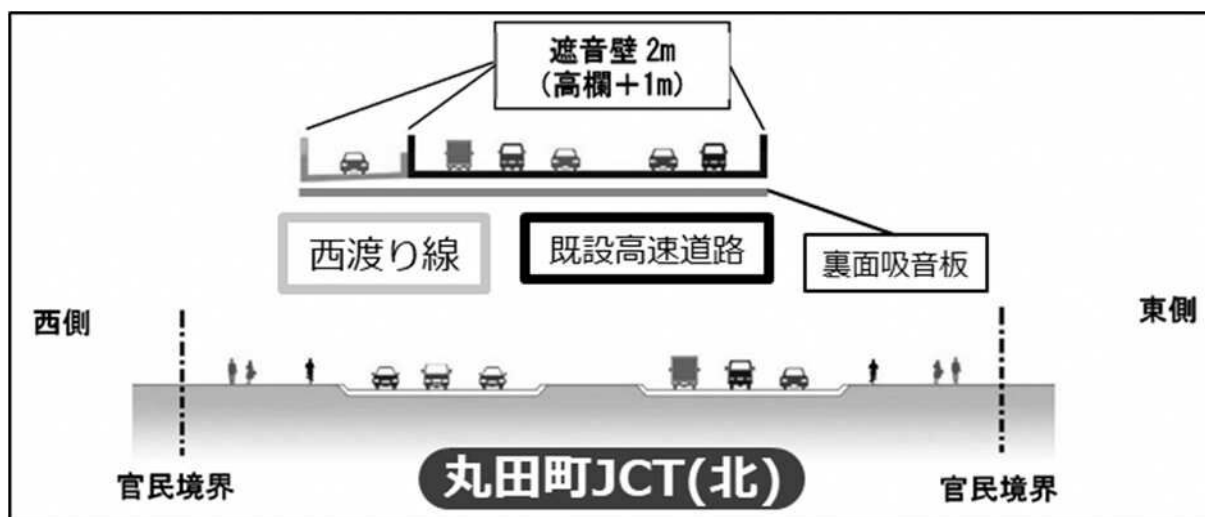 遮音壁 2m
(高欄＋1m)
西渡り線
既設高速道路
裏面吸音板
西側
東側
官民境界
丸田町JCT(北)
官民境界